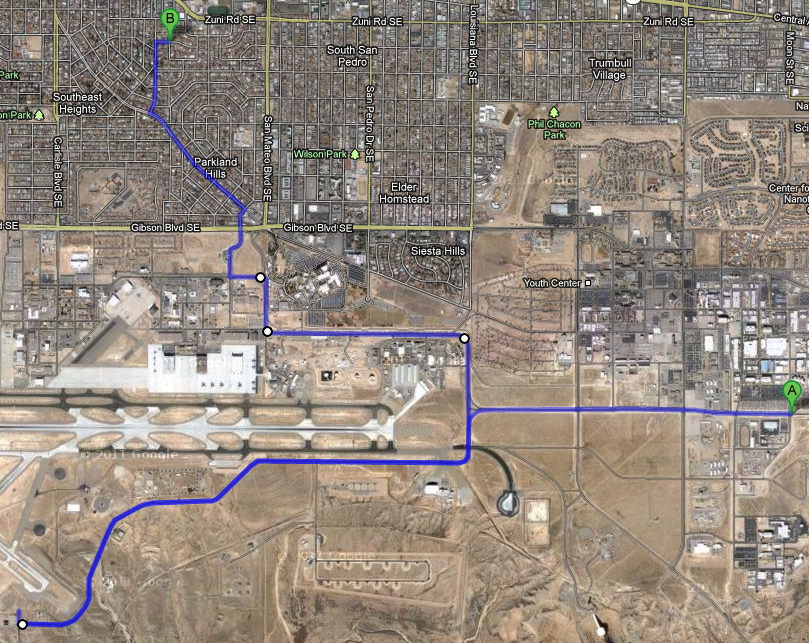 B
Zuni Rd SE
Zuni Rd SE
Zuni Rd SE
Central
Louisiana Blvd SE
Moon St SE
South San
Pedro
Trumbull
Village
Park
Southeast
Heights
on Park
San Mateo Blvd SE
San Pedro Dr SE
Phil Chacon
Park
Na
Sci
Carlisle Blvd SE
Parkland
Hills
Wilson Park
Elder
Homstead
Center fo
Nanot
d SE
Gibson Blvd SE
Gibson Blvd SE
Siesta Hills
Youth Center
A
© 2011 Google